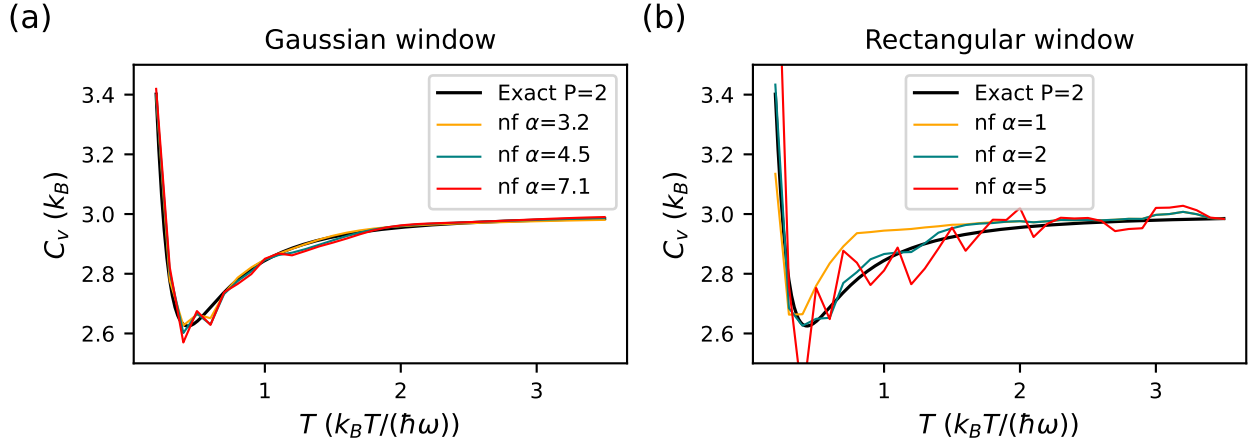 (a)
Gaussian window
Exact P=2
nf α=3.2
nf α=4.5
nf α=7.1
3.4
3.2
3.0
2.8
2.6
C_v (k_B)
1
2
3
T (k_BT/(ħω))
(b)
Rectangular window
Exact P=2
nf α=1
nf α=2
nf α=5
3.4
3.2
3.0
2.8
2.6
C_v (k_B)
1
2
3
T (k_BT/(ħω))